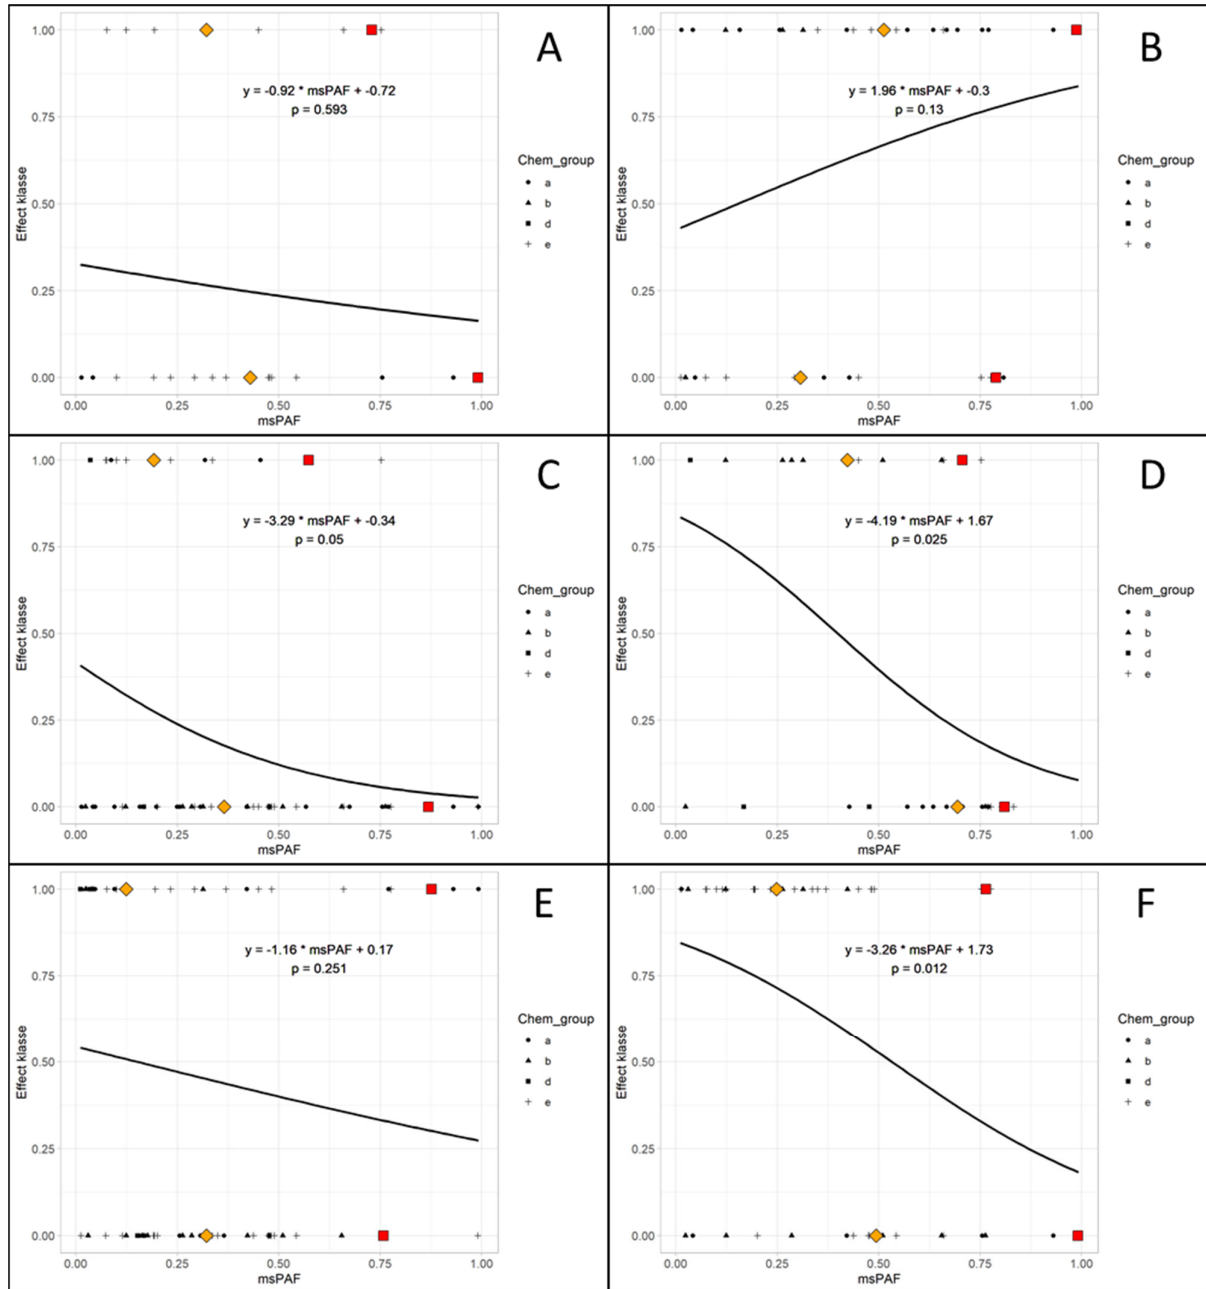 A
1.00
0.75
0.50
0.25
0.00
Effect klasse
y = -0.92 * msPAF + -0.72
p = 0.593
0.00 0.25 0.50 0.75 1.00
msPAF
Chem_group
a
b
d
e
B
1.00
0.75
0.50
0.25
0.00
Effect klasse
y = 1.96 * msPAF + -0.3
p = 0.13
0.00 0.25 0.50 0.75 1.00
msPAF
Chem_group
a
b
d
e
C
1.00
0.75
0.50
0.25
0.00
Effect klasse
y = -3.29 * msPAF + -0.34
p = 0.05
0.00 0.25 0.50 0.75 1.00
msPAF
Chem_group
a
b
d
e
D
1.00
0.75
0.50
0.25
0.00
Effect klasse
y = -4.19 * msPAF + 1.67
p = 0.025
0.00 0.25 0.50 0.75 1.00
msPAF
Chem_group
a
b
d
e
E
1.00
0.75
0.50
0.25
0.00
Effect klasse
y = -1.16 * msPAF + 0.17
p = 0.251
0.00 0.25 0.50 0.75 1.00
msPAF
Chem_group
a
b
d
e
F
1.00
0.75
0.50
0.25
0.00
Effect klasse
y = -3.26 * msPAF + 1.73
p = 0.012
0.00 0.25 0.50 0.75 1.00
msPAF
Chem_group
a
b
d
e